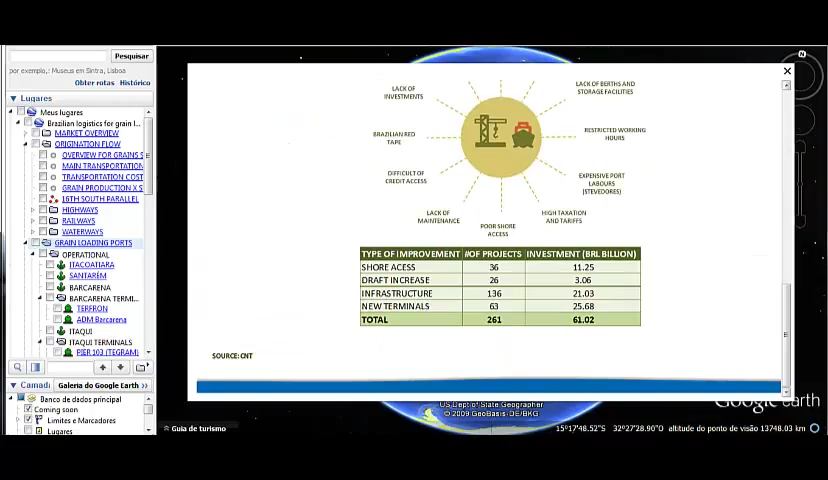 Pesquisar
por exemplo,: Museus em Sintra, Lisboa
Obter rotas Histórico
Lugares
Meus lugares
Brazilian logistics for grain l
MARKET OVERVIEW
ORIGINATION FLOW
OVERVIEW FOR GRAINS S
MAIN TRANSPORTATION
TRANSPORTATION COST
GRAIN PRODUCTION X S
16TH SOUTH PARALLEL
HIGHWAYS
RAILWAYS
WATERWAYS
GRAIN LOADING PORTS
OPERATIONAL
ITACOATIARA
SANTARÉM
BARCARENA
BARCARENA TERMI...
TERFRON
ADM Barcarena
ITAQUI
ITAQUI TERMINALS
PIER 103 (TEGRAM)
Camad
Galeria do Google Earth >>
Banco de dados principal
Coming soon
Limites e Marcadores
Lugares
LACK OF
INVESTMENTS
BRAZILIAN RED
TAPE
DIFFICULT OF
CREDIT ACCESS
LACK OF
MAINTENANCE
POOR SHORE
ACCESS
HIGH TAXATION
AND TARIFFS
EXPENSIVE PORT
LABOURS
(STEVEDORES)
RESTRICTED WORKING
HOURS
LACK OF BERTHS AND
STORAGE FACILITIES
TYPE OF IMPROVEMENT #OF PROJECTS INVESTMENT (BRL BILLION)
SHORE ACESS 36 11.25
DRAFT INCREASE 26 3.06
INFRASTRUCTURE 136 21.03
NEW TERMINALS 63 25.68
TOTAL 261 61.02
SOURCE: CNT
N
US Dept of State Geographer
© 2009 GeoBasis-DE/BKG
Google earth
Guia de turismo
15°17'48.52"S 32°27'28.90"O altitude do ponto de visão 13748.03 km